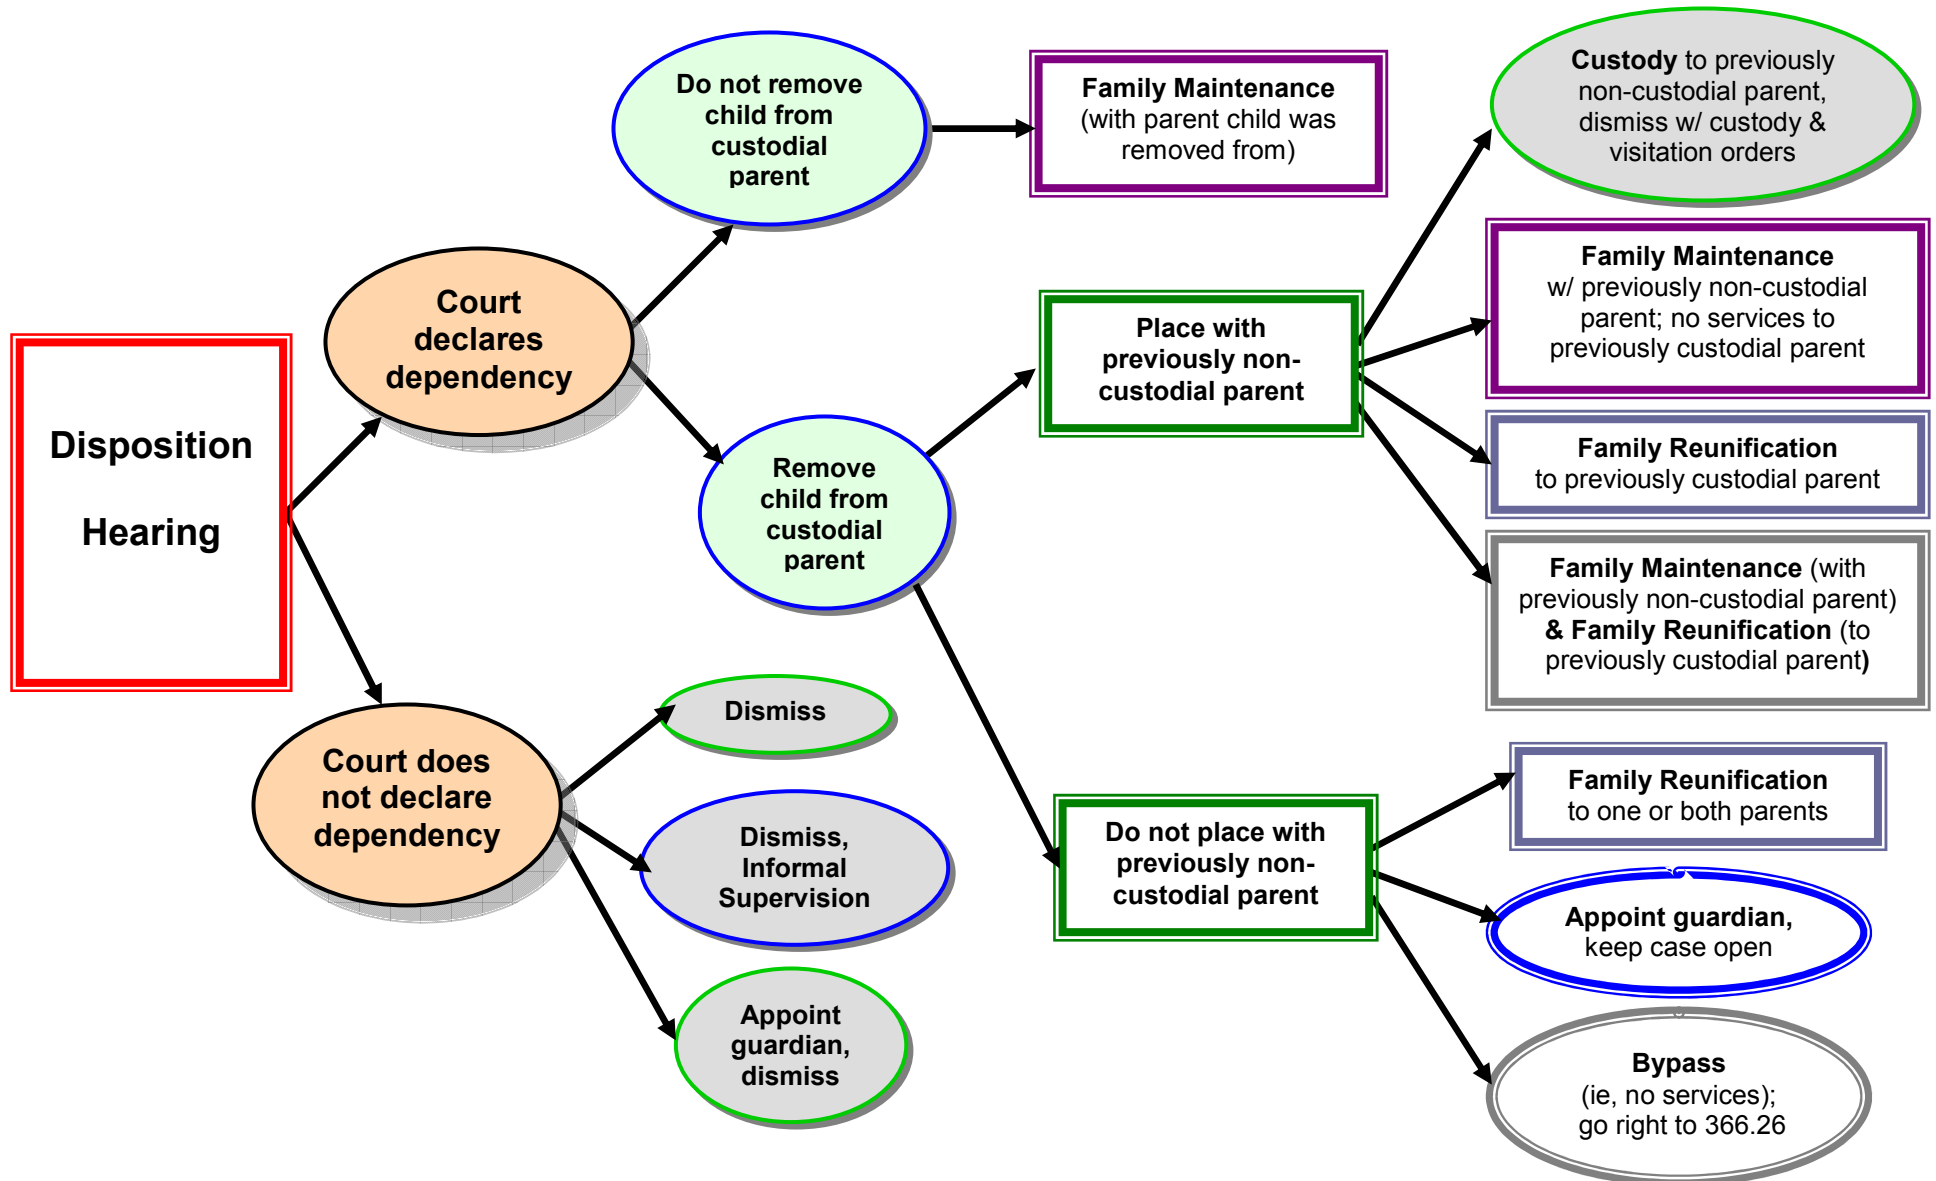 Disposition
Hearing
Court
declares
dependency
Court does
not declare
dependency
Do not remove
child from
custodial
parent
Remove
child from
custodial
parent
Dismiss
Dismiss,
Informal
Supervision
Appoint
guardian,
dismiss
Family Maintenance
(with parent child was
removed from)
Place with
previously non-
custodial parent
Do not place with
previously non-
custodial parent
Custody to previously
non-custodial parent,
dismiss w/ custody &
visitation orders
Family Maintenance
w/ previously non-custodial
parent; no services to
previously custodial parent
Family Reunification
to previously custodial parent
Family Maintenance (with
previously non-custodial parent)
& Family Reunification (to
previously custodial parent)
Family Reunification
to one or both parents
Appoint guardian,
keep case open
Bypass
(ie, no services);
go right to 366.26